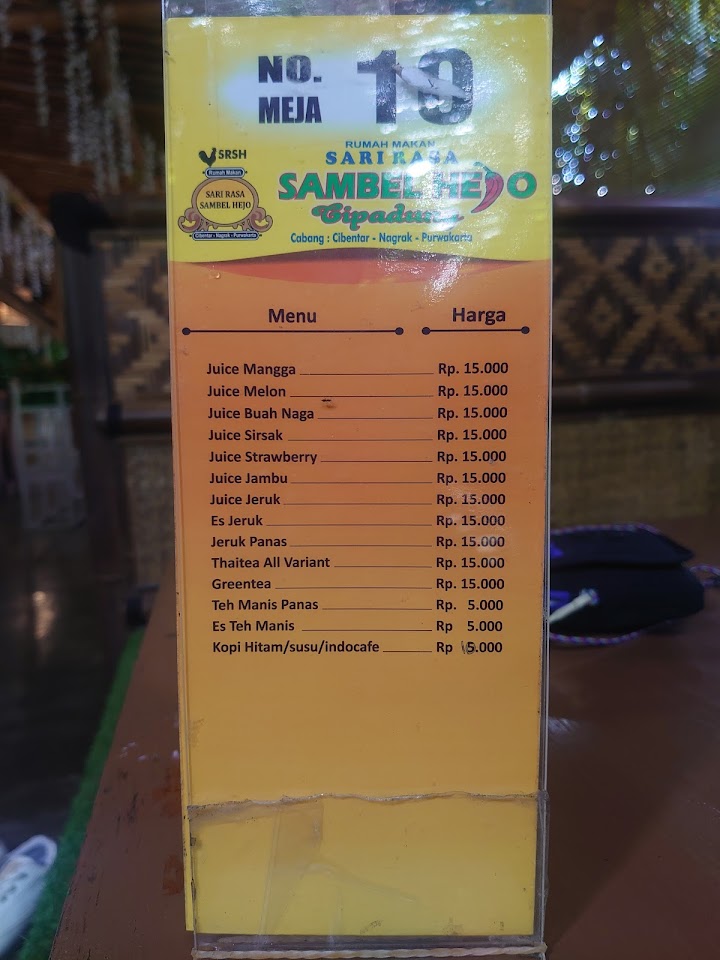 NO. MEJA 19
SRSH
Rumah Makan
SARI RASA
SAMBEL HEJO
Cibentar - Nagrak - Purwakarta
RUMAH MAKAN
SARI RASA
SAMBEL HEJO
Cabang : Cibentar - Nagrak - Purwakarta
Menu Harga
Juice Mangga Rp. 15.000
Juice Melon Rp. 15.000
Juice Buah Naga Rp. 15.000
Juice Sirsak Rp. 15.000
Juice Strawberry Rp. 15.000
Juice Jambu Rp. 15.000
Juice Jeruk Rp. 15.000
Es Jeruk Rp. 15.000
Jeruk Panas Rp. 15.000
Thaitea All Variant Rp. 15.000
Greentea Rp. 15.000
Teh Manis Panas Rp. 5.000
Es Teh Manis Rp 5.000
Kopi Hitam/susu/indocafe Rp 5.000